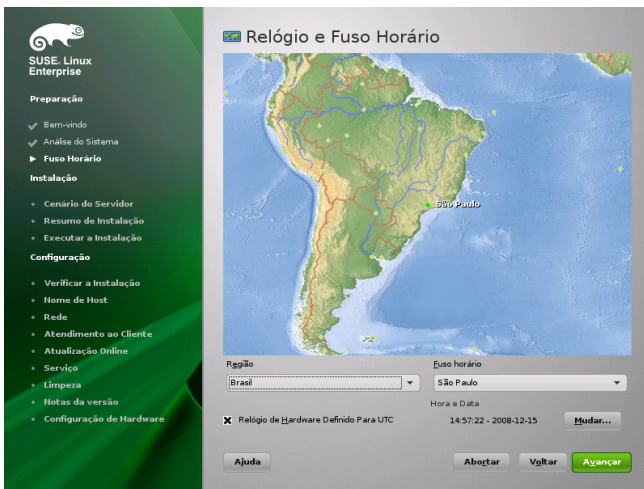 SUSE. Linux
Enterprise
Preparação
Bem-vindo
Análise do Sistema
Fuso Horário
Instalação
Cenário do Servidor
Resumo de Instalação
Executar a Instalação
Configuração
Verificar a Instalação
Nome de Host
Rede
Atendimento ao Cliente
Atualização Online
Serviço
Limpeza
Notas da versão
Configuração de Hardware
Relógio e Fuso Horário
São Paulo
Região
Fuso horário
Brasil
São Paulo
Hora e Data
Relógio de Hardware Definido Para UTC
14:57:22 - 2008-12-15
Mudar...
Ajuda
Abortar
Voltar
Avançar